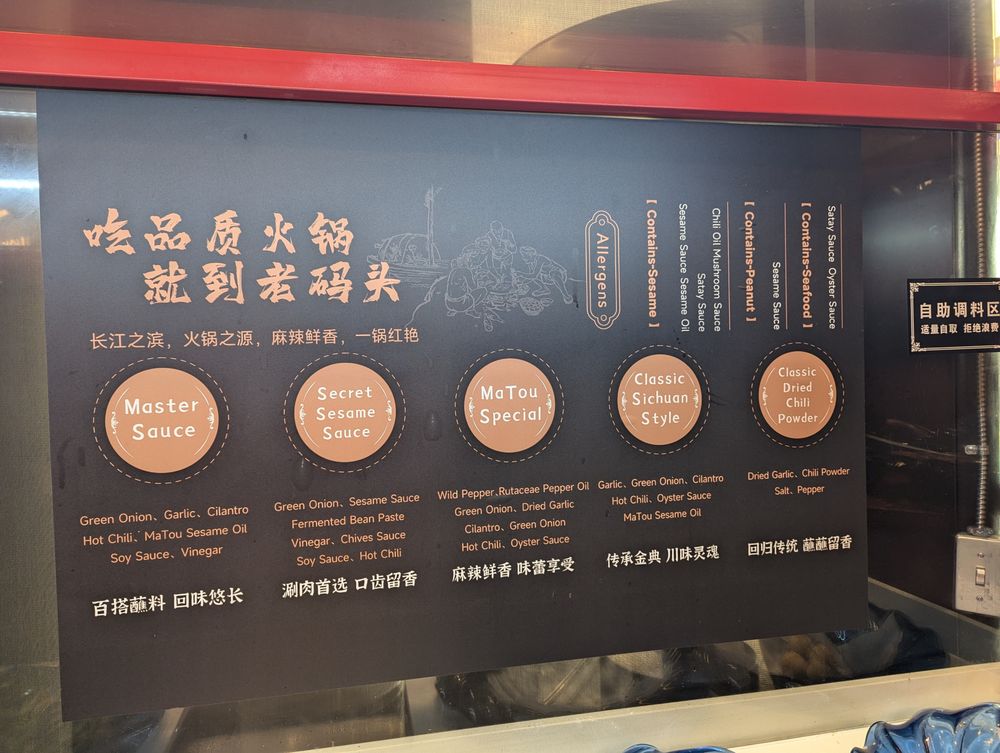 吃品质火锅
就到老码头
长江之滨，火锅之源，麻辣鲜香，一锅红艳
Allergens
【 Contains-Sesame 】
Sesame Sauce Sesame Oil
Chili Oil Mushroom Sauce
Satay Sauce
【 Contains-Peanut 】
Sesame Sauce
【 Contains-Seafood 】
Satay Sauce Oyster Sauce
自助调料区
适量自取 拒绝浪费
Master
Sauce
Green Onion、Garlic、Cilantro
Hot Chili、MaTou Sesame Oil
Soy Sauce、Vinegar
百搭蘸料 回味悠长
Secret
Sesame
Sauce
Green Onion、Sesame Sauce
Fermented Bean Paste
Vinegar、Chives Sauce
Soy Sauce、Hot Chili
涮肉首选 口齿留香
MaTou
Special
Wild Pepper、Rutaceae Pepper Oil
Green Onion、Dried Garlic
Cilantro、Green Onion
Hot Chili、Oyster Sauce
麻辣鲜香 味蕾享受
Classic
Sichuan
Style
Garlic、Green Onion、Cilantro
Hot Chili、Oyster Sauce
MaTou Sesame Oil
传承金典 川味灵魂
Classic
Dried
Chili
Powder
Dried Garlic、Chili Powder
Salt、Pepper
回归传统 蘸蘸留香